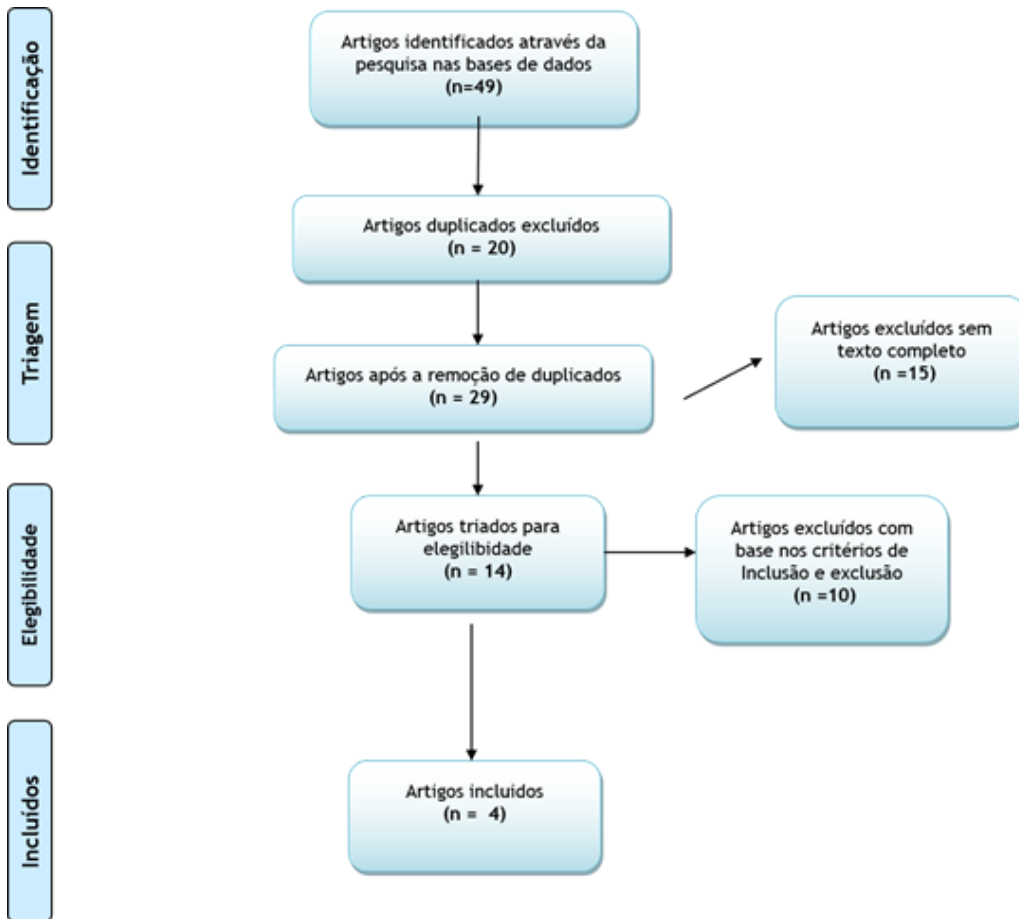 Identificação
Artigos identificados através da
pesquisa nas bases de dados
(n=49)
Artigos duplicados excluídos
(n = 20)
Triagem
Artigos após a remoção de duplicados
(n = 29)
Artigos excluídos sem
texto completo
(n =15)
Elegibilidade
Artigos triados para
elegilibidade
(n = 14)
Artigos excluídos com
base nos critérios de
Inclusão e exclusão
(n =10)
Incluídos
Artigos incluidos
(n = 4)